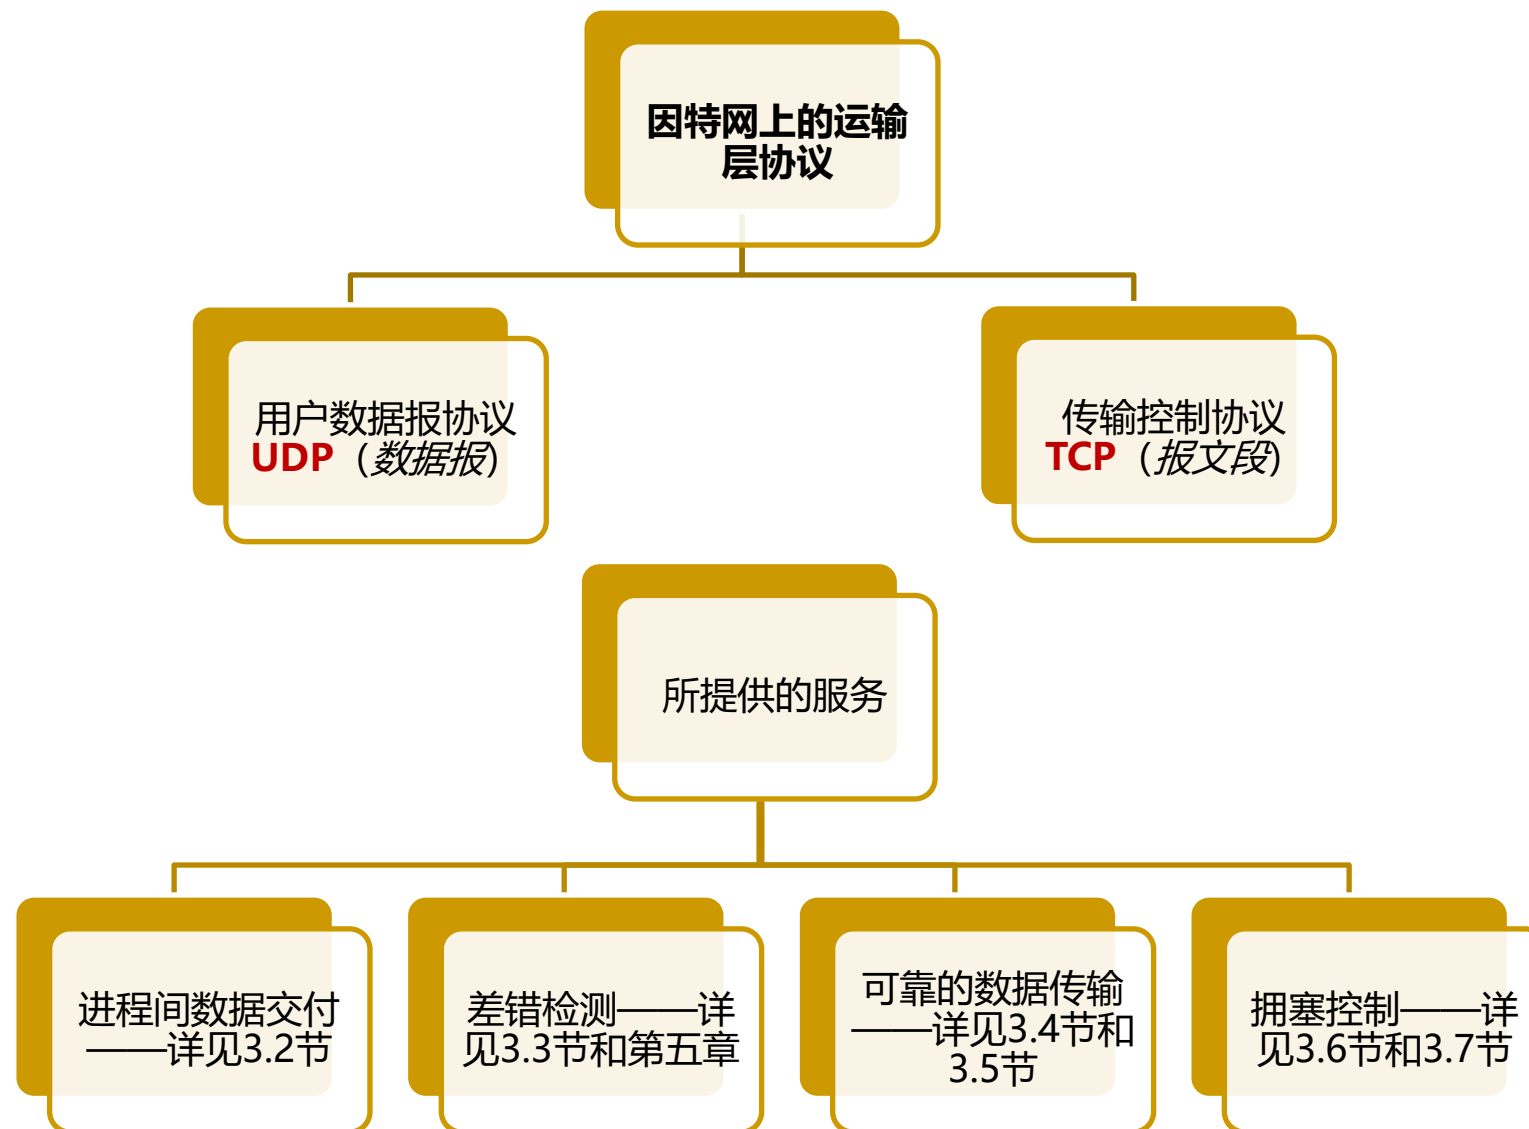 因特网上的运输
层协议
用户数据报协议
UDP（数据报）
传输控制协议
TCP（报文段）
所提供的服务
进程间数据交付
——详见3.2节
差错检测——详
见3.3节和第五章
可靠的数据传输
——详见3.4节和
3.5节
拥塞控制——详
见3.6节和3.7节